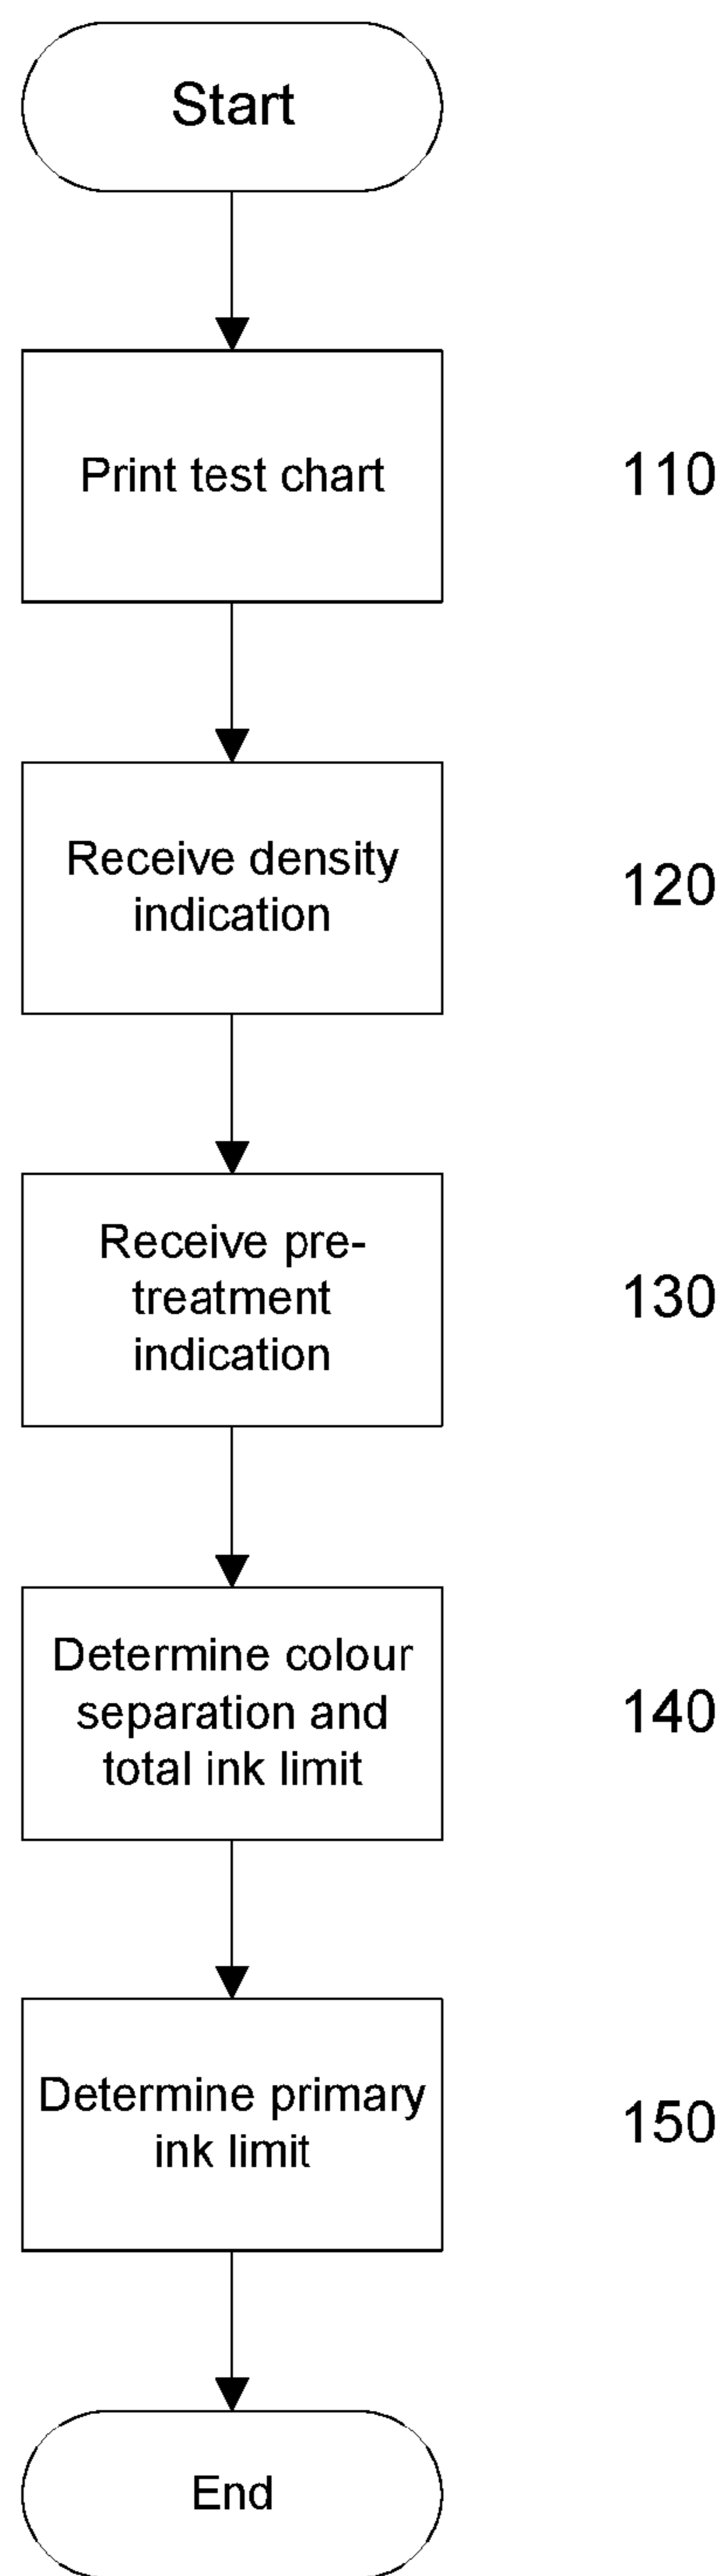 Start
Print test chart
110
Receive density
indication
120
Receive pre-
treatment
indication
130
Determine colour
separation and
total ink limit
140
Determine primary
ink limit
150
End